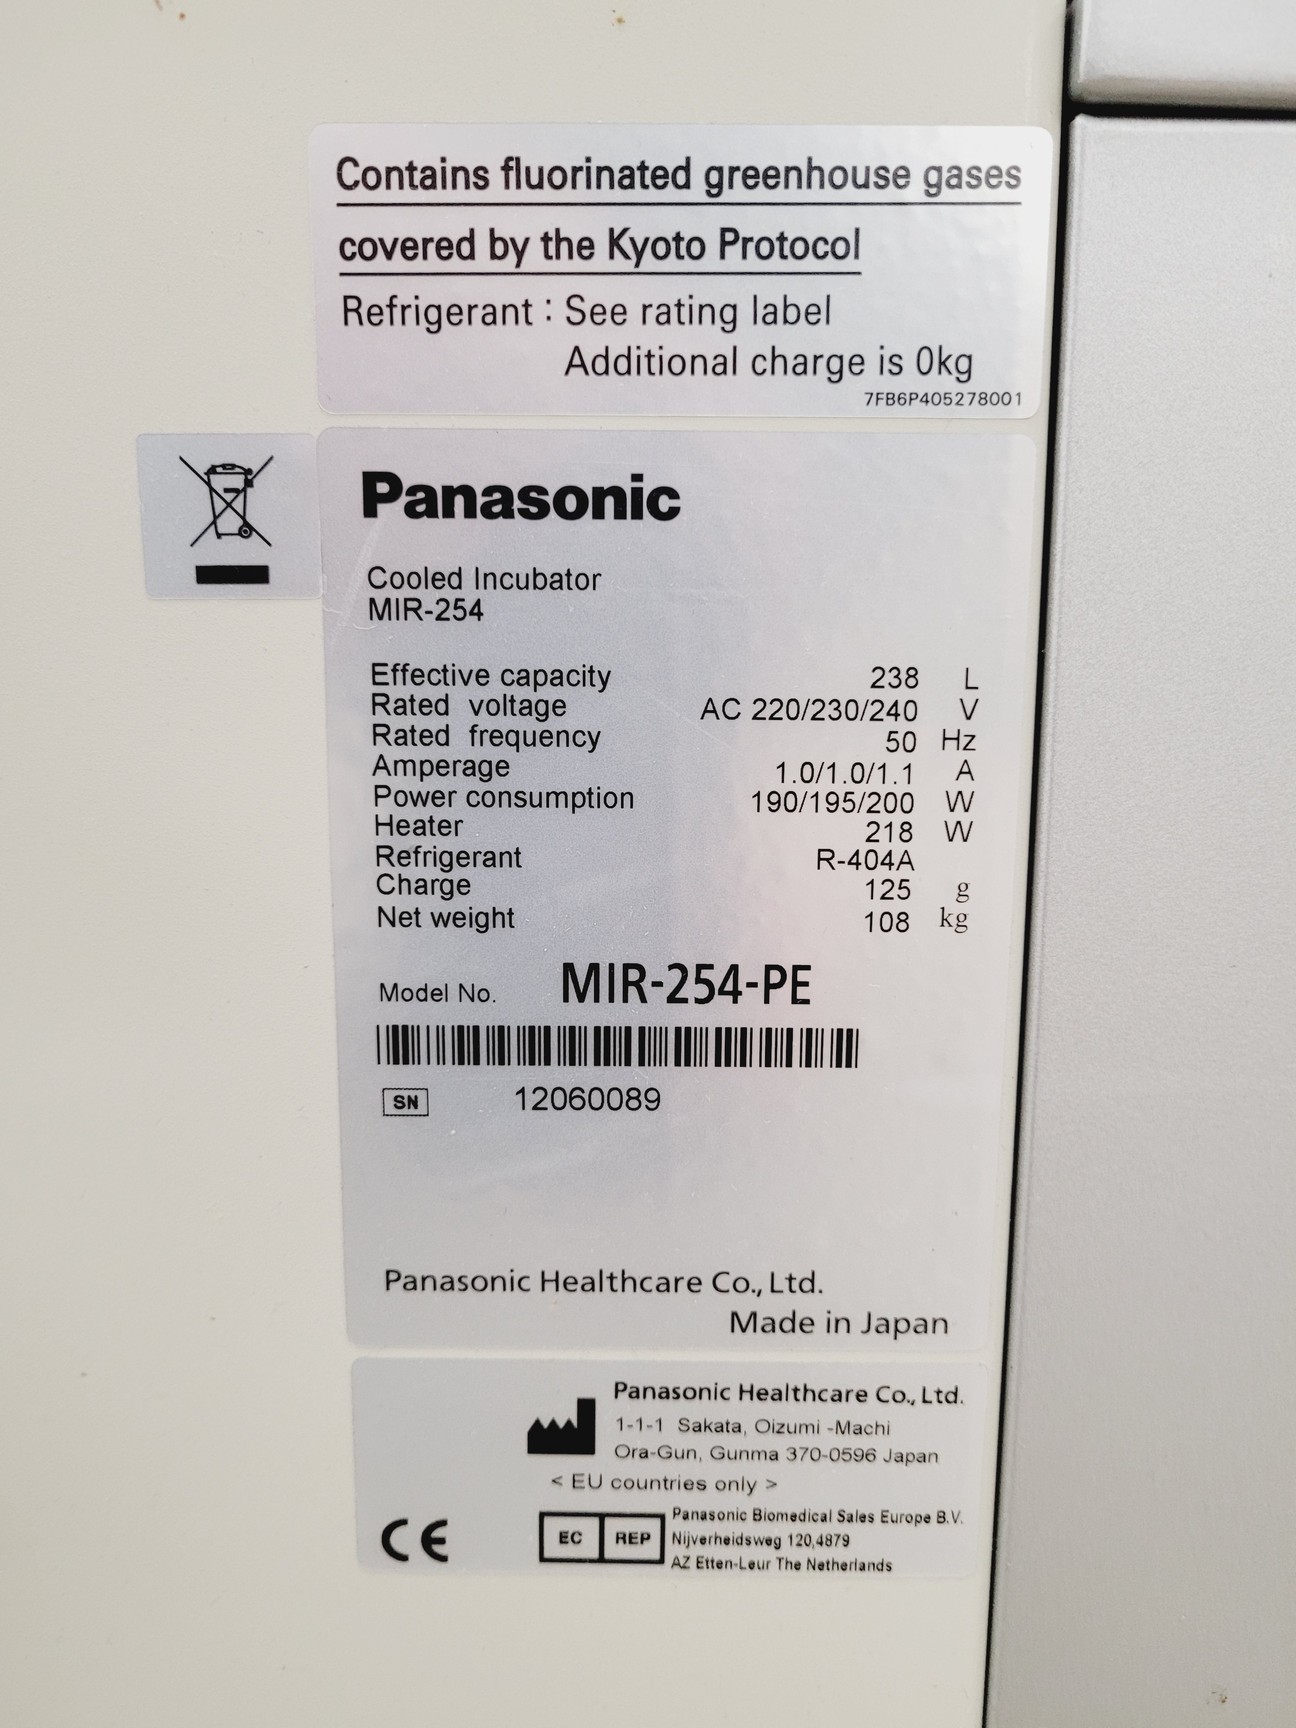 Contains fluorinated greenhouse gases
covered by the Kyoto Protocol
Refrigerant : See rating label
Additional charge is 0kg
7FB6P405278001
Panasonic
Cooled Incubator
MIR-254
Effective capacity 238 L
Rated voltage AC 220/230/240 V
Rated frequency 50 Hz
Amperage 1.0/1.0/1.1 A
Power consumption 190/195/200 W
Heater 218 W
Refrigerant R-404A
Charge 125 g
Net weight 108 kg
Model No. MIR-254-PE
SN 12060089
Panasonic Healthcare Co., Ltd.
Made in Japan
Panasonic Healthcare Co., Ltd.
1-1-1 Sakata, Oizumi -Machi
Ora-Gun, Gunma 370-0596 Japan
< EU countries only >
CE
EC REP
Panasonic Biomedical Sales Europe B.V.
Nijverheidsweg 120,4879
AZ Etten-Leur The Netherlands